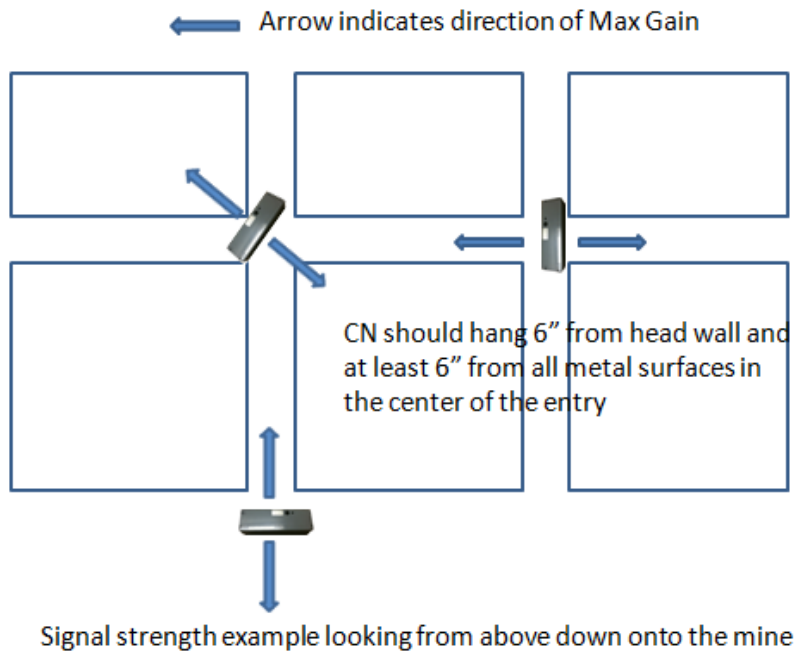 Arrow indicates direction of Max Gain
CN should hang 6” from head wall and
at least 6” from all metal surfaces in
the center of the entry
Signal strength example looking from above down onto the mine